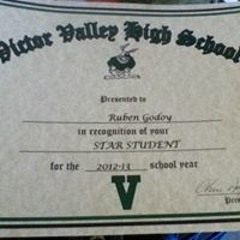 Victor Valley High School
Presented to
Ruben Godoy
in recognition of your
STAR STUDENT
for the 2012-13 school year
V